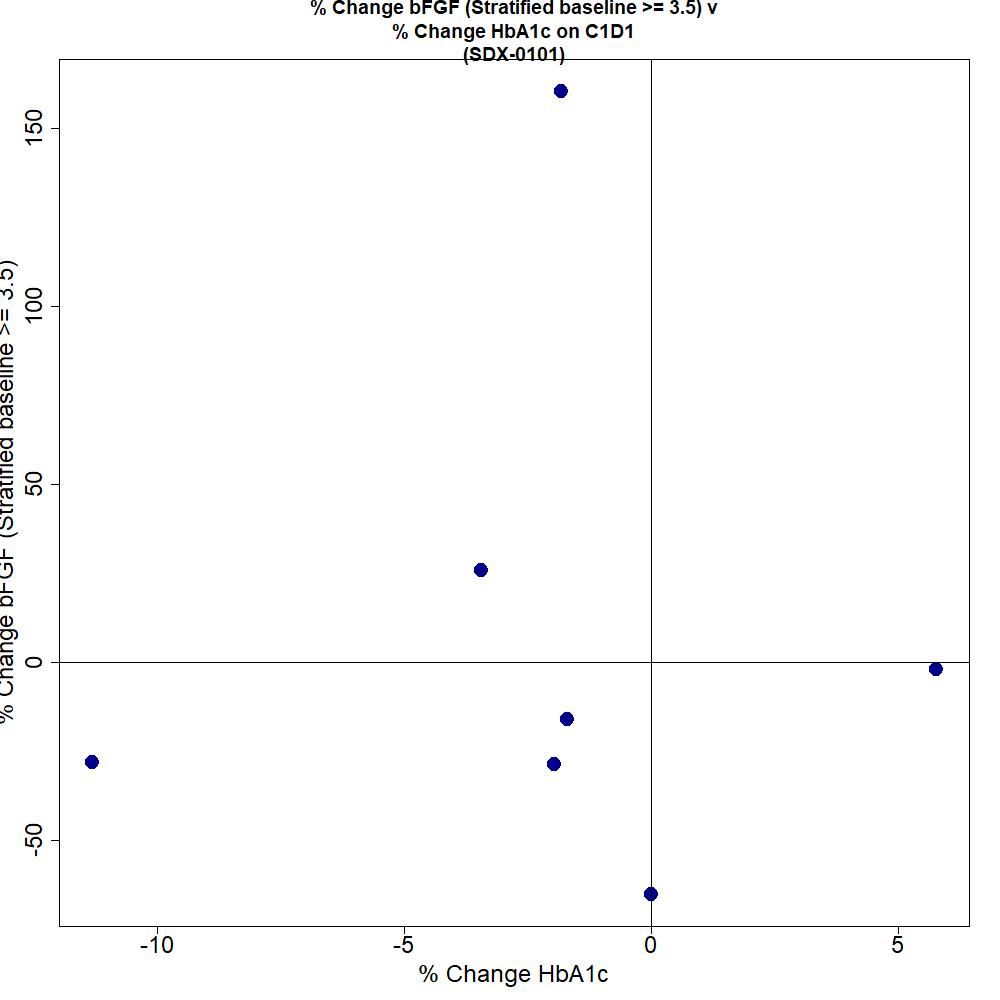 % Change bFGF (Stratified baseline >= 3.5) v
% Change HbA1c on C1D1
(SDX-0101)
% Change bFGF (Stratified baseline >= 3.5)
150
100
50
0
-50
-10
-5
0
5
% Change HbA1c